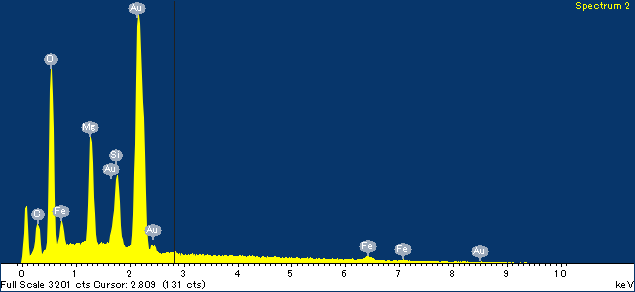 Spectrum 2
Au
O
Mg
Si
Au
C
Fe
Au
Fe
Fe
Au
0 1 2 3 4 5 6 7 8 9 10
Full Scale 3201 cts Cursor: 2.809 (131 cts) keV